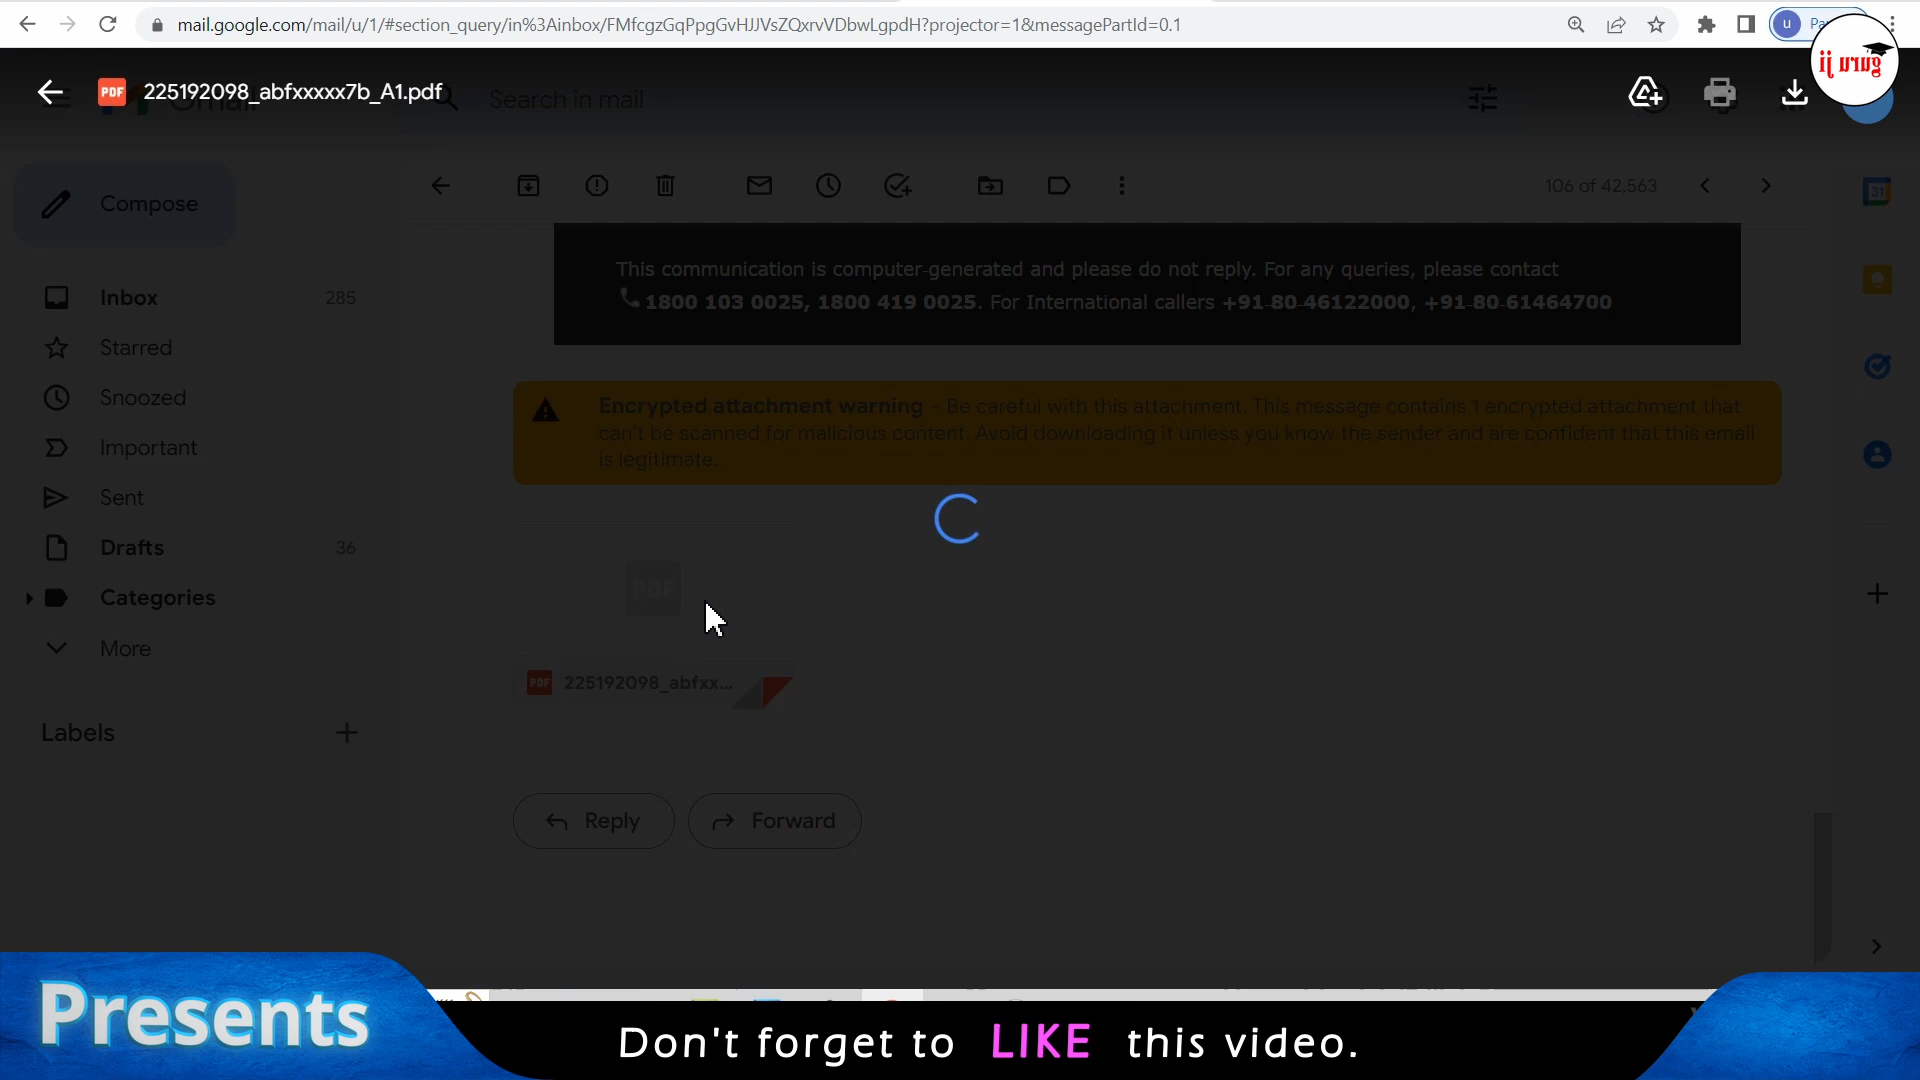 mail.google.com/mail/u/1/#section_query/in%3Ainbox/FMfcgzGqPpgGvHJJVsZQxrvVDbwLgpdH?projector=1&messagePartId=0.1
u
PDF 225192098_abfxxxxx7b_A1.pdf
Search in mail
Compose
106 of 42,563
31
This communication is computer-generated and please do not reply. For any queries, please contact
1800 103 0025, 1800 419 0025. For International callers +91-80-46122000, +91-80-61464700
Inbox 285
Starred
Snoozed
Important
Sent
Drafts 36
Categories
More
Labels
Encrypted attachment warning – Be careful with this attachment. This message contains 1 encrypted attachment that
can't be scanned for malicious content. Avoid downloading it unless you know the sender and are confident that this email
is legitimate.
PDF
PDF 225192098_abfxx...
Reply
Forward
Presents
Don't forget to LIKE this video.